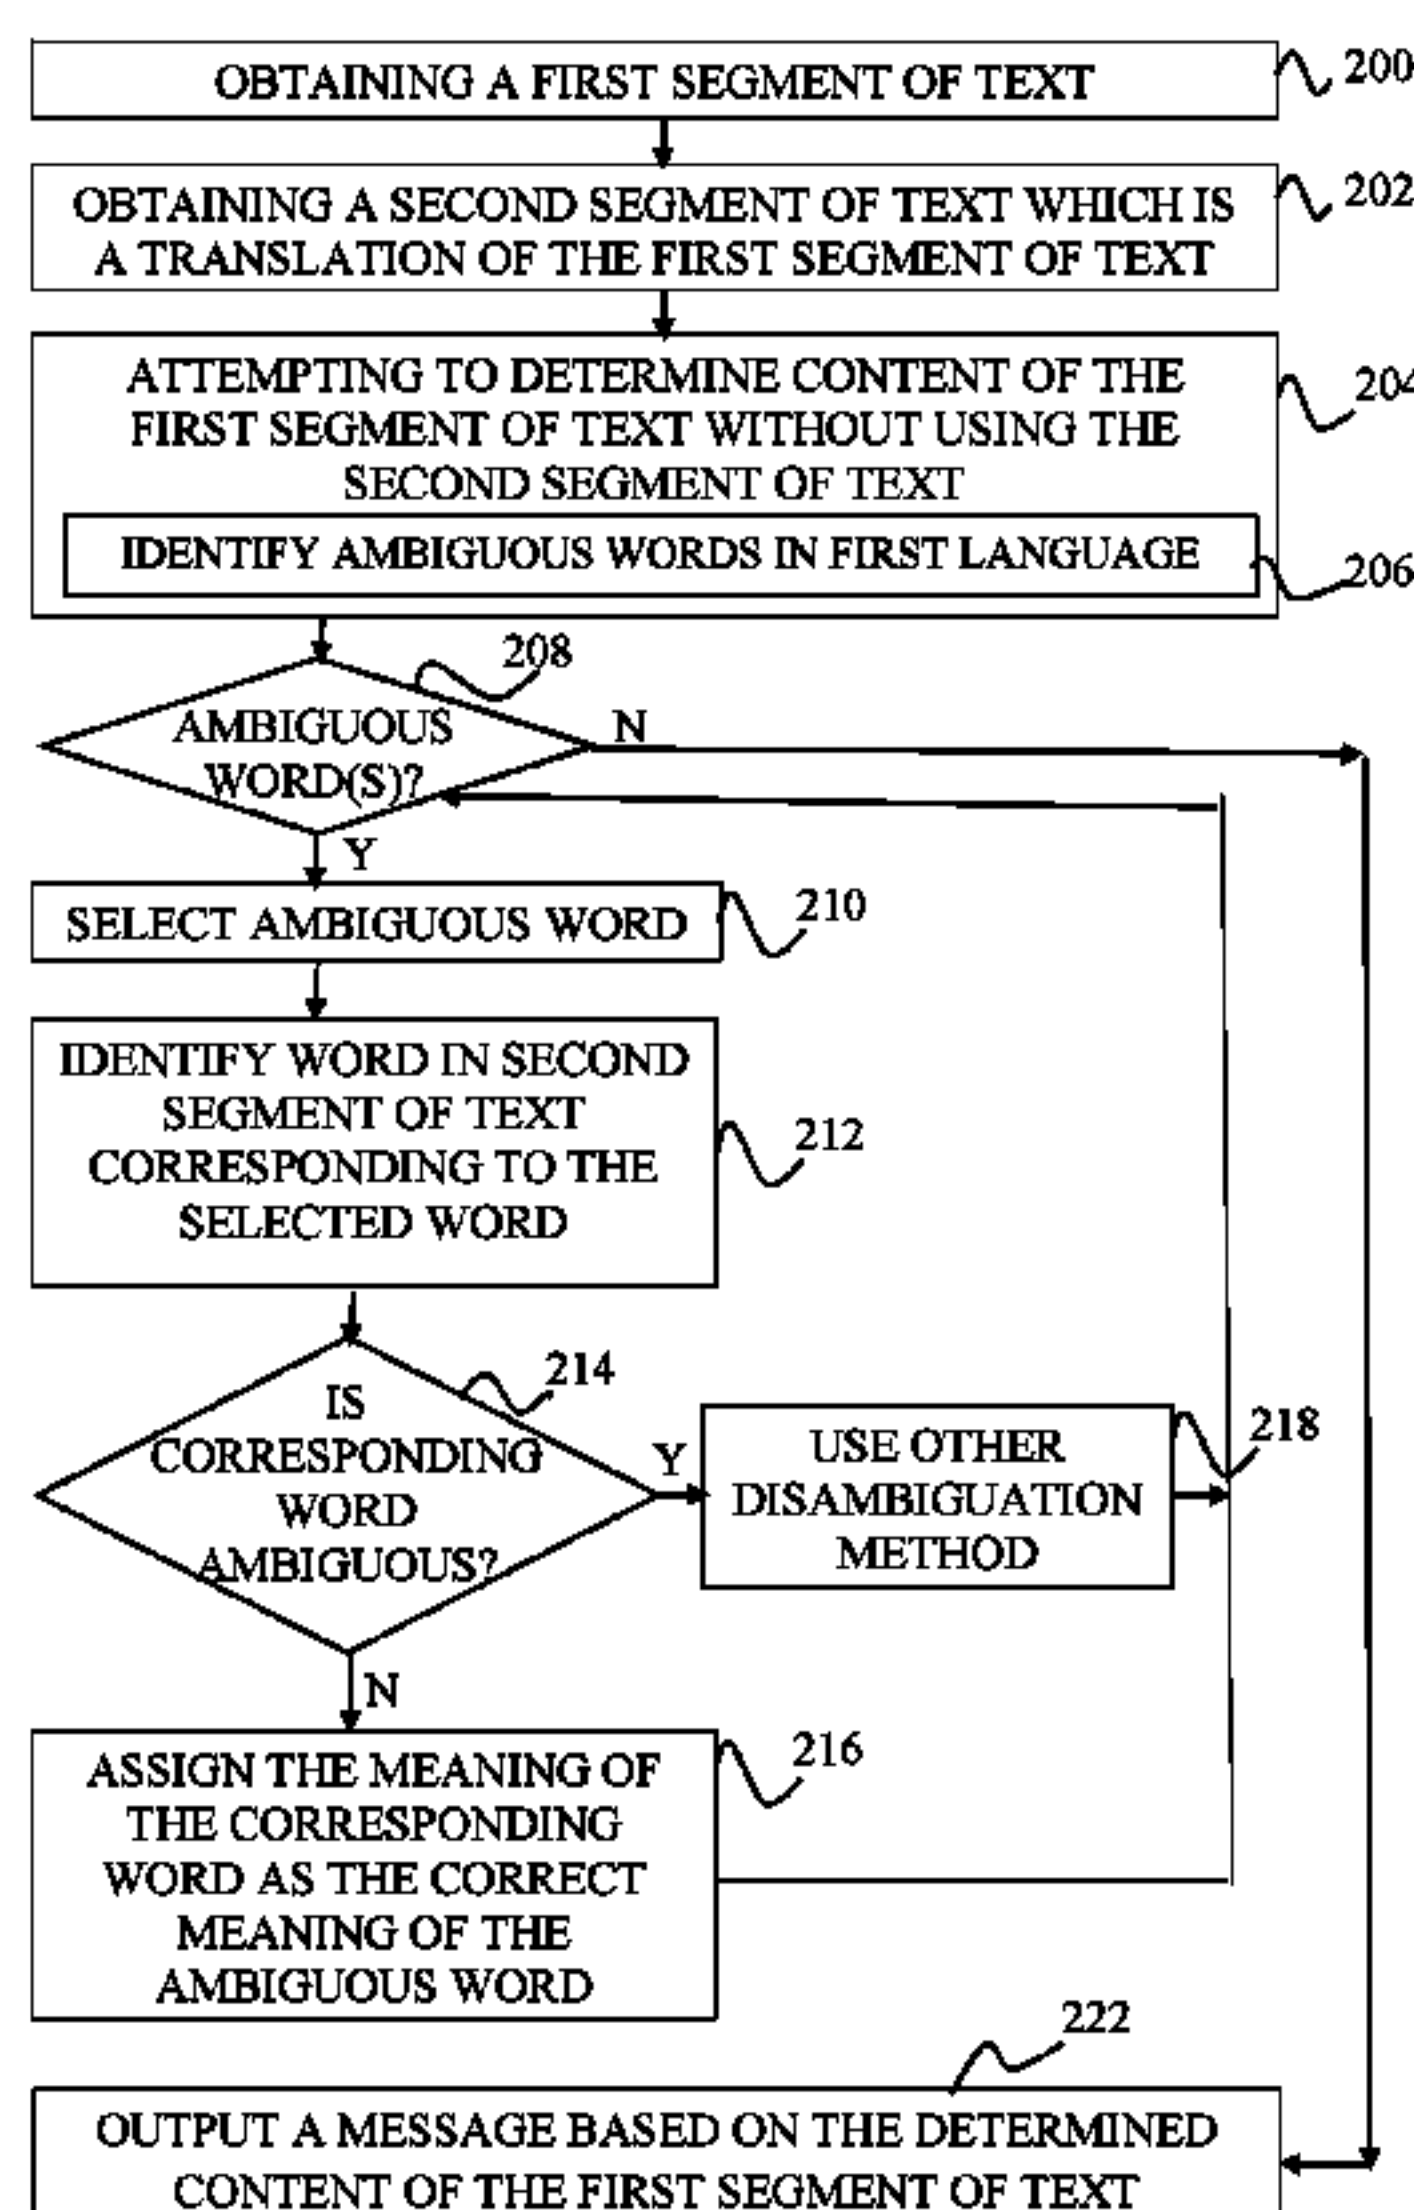 OBTAINING A FIRST SEGMENT OF TEXT
200
OBTAINING A SECOND SEGMENT OF TEXT WHICH IS
A TRANSLATION OF THE FIRST SEGMENT OF TEXT
202
ATTEMPTING TO DETERMINE CONTENT OF THE
FIRST SEGMENT OF TEXT WITHOUT USING THE
SECOND SEGMENT OF TEXT
204
IDENTIFY AMBIGUOUS WORDS IN FIRST LANGUAGE
206
208
AMBIGUOUS
WORD(S)?
N
Y
SELECT AMBIGUOUS WORD
210
IDENTIFY WORD IN SECOND
SEGMENT OF TEXT
CORRESPONDING TO THE
SELECTED WORD
212
214
IS
CORRESPONDING
WORD
AMBIGUOUS?
Y
USE OTHER
DISAMBIGUATION
METHOD
218
N
ASSIGN THE MEANING OF
THE CORRESPONDING
WORD AS THE CORRECT
MEANING OF THE
AMBIGUOUS WORD
216
222
OUTPUT A MESSAGE BASED ON THE DETERMINED
CONTENT OF THE FIRST SEGMENT OF TEXT